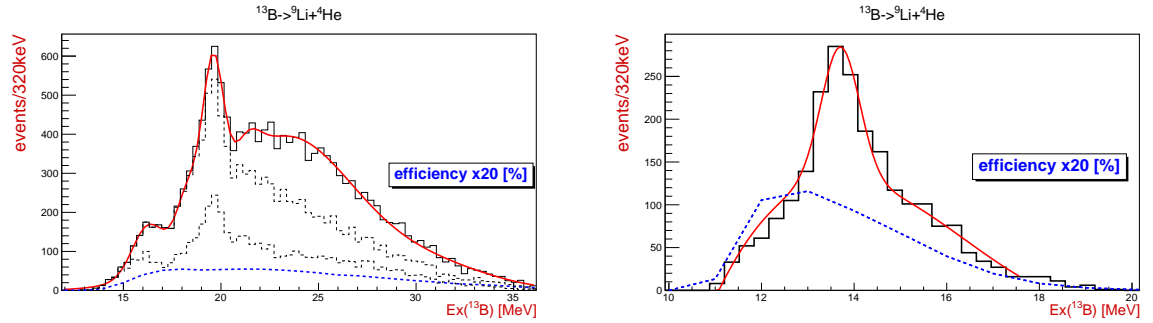 ¹³B->⁹Li+⁴He
events/320keV
600
500
400
300
200
100
0
efficiency x20 [%]
15 20 25 30 35
Ex(¹³B) [MeV]
¹³B->⁹Li+⁴He
events/320keV
250
200
150
100
50
0
efficiency x20 [%]
10 12 14 16 18 20
Ex(¹³B) [MeV]